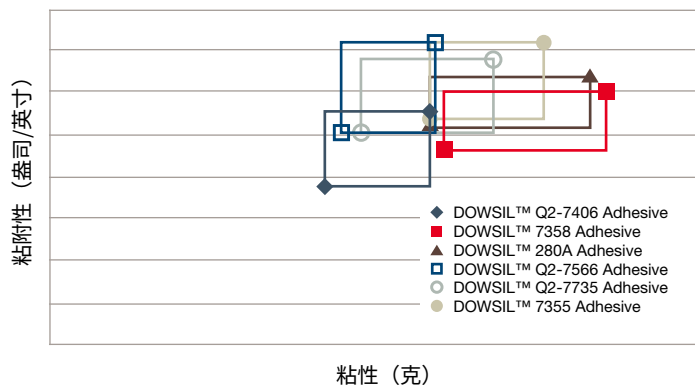 粘附性（盎司/英寸）
DOWSIL™ Q2-7406 Adhesive
DOWSIL™ 7358 Adhesive
DOWSIL™ 280A Adhesive
DOWSIL™ Q2-7566 Adhesive
DOWSIL™ Q2-7735 Adhesive
DOWSIL™ 7355 Adhesive
粘性（克）